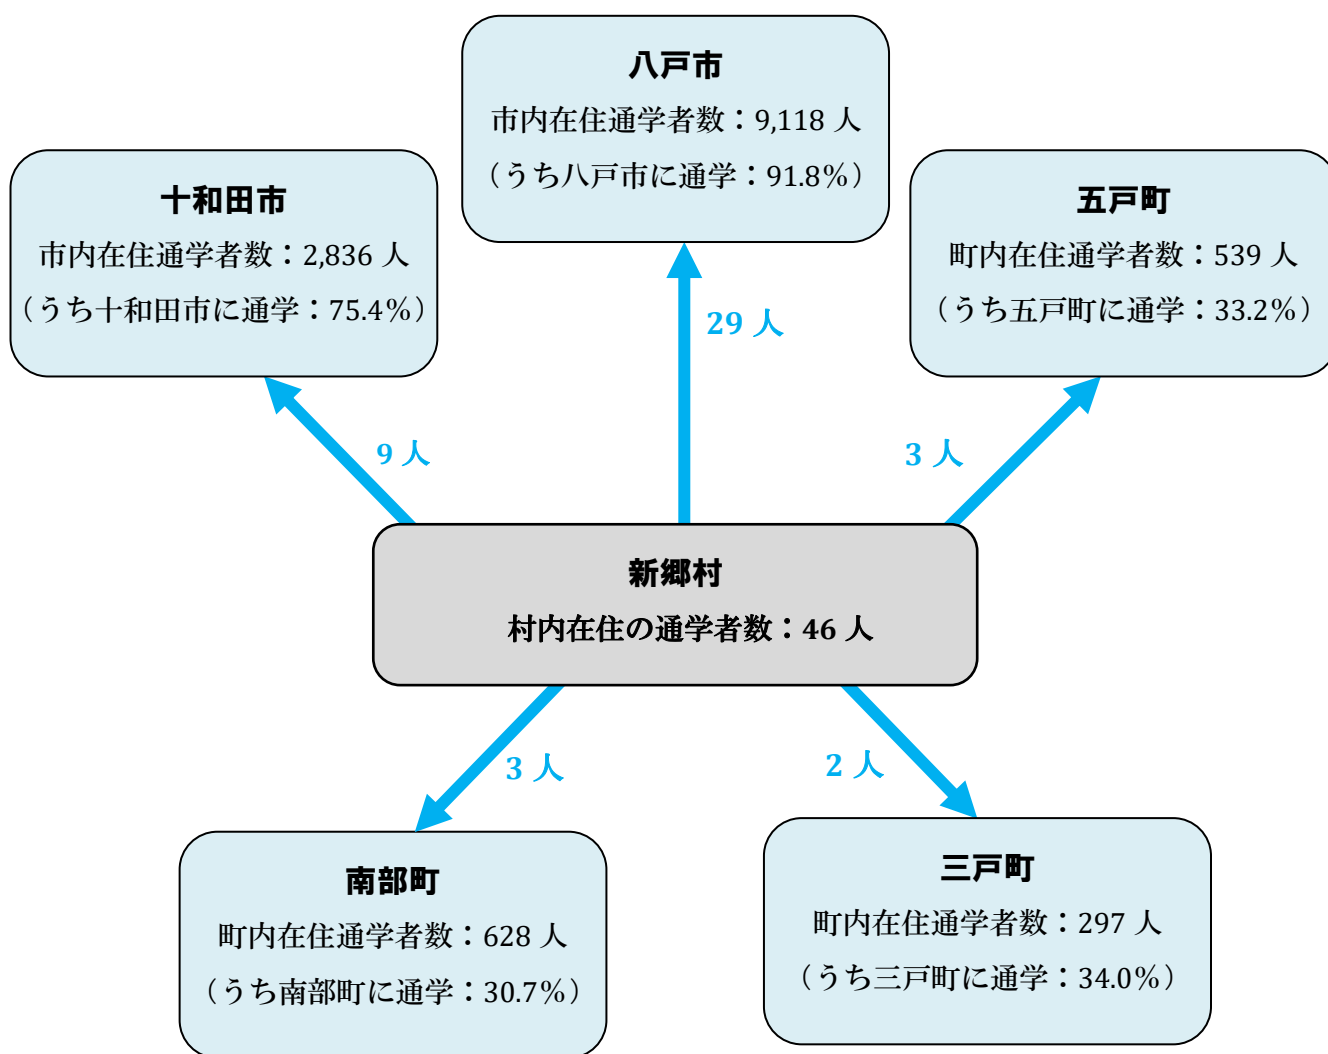 八戸市
市内在住通学者数：9,118 人
（うち八戸市に通学：91.8％）
十和田市
市内在住通学者数：2,836 人
（うち十和田市に通学：75.4％）
五戸町
町内在住通学者数：539 人
（うち五戸町に通学：33.2％）
29 人
9 人
3 人
新郷村
村内在住の通学者数：46 人
3 人
2 人
南部町
町内在住通学者数：628 人
（うち南部町に通学：30.7％）
三戸町
町内在住通学者数：297 人
（うち三戸町に通学：34.0％）